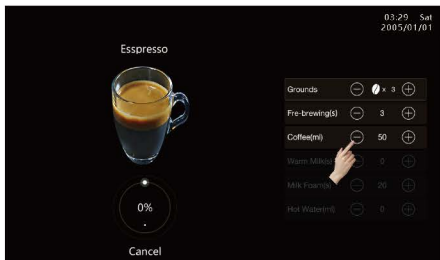 03:29 Sat
2005/01/01
Esspresso
Grounds x 3
Fre-brewing(s) 3
Coffee(ml) 50
Warm Milk(s) 0
Milk Foam(s) 20
Hot Water(ml) 0
0%
Cancel